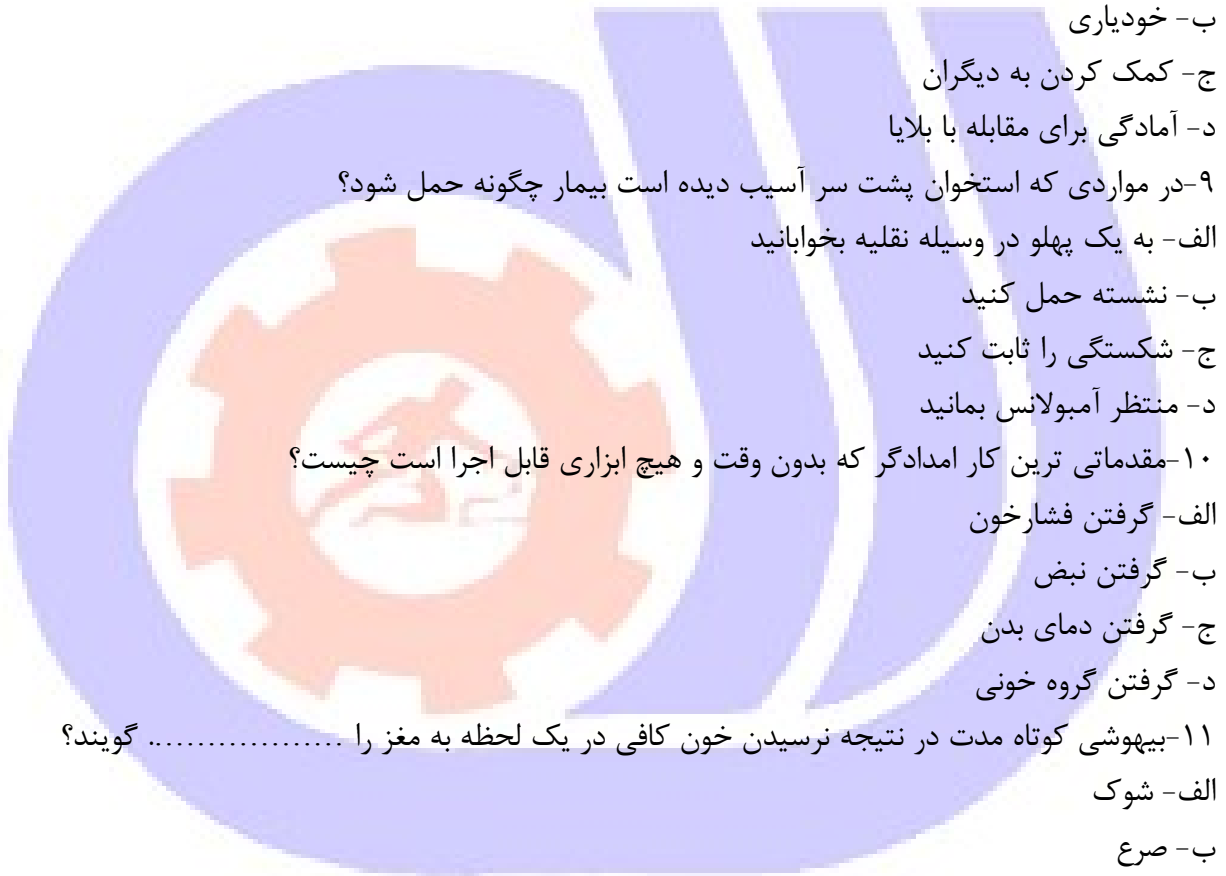 ب- خودیاری
ج- کمک کردن به دیگران
د- آمادگی برای مقابله با بلایا
۹-در مواردی که استخوان پشت سر آسیب دیده است بیمار چگونه حمل شود؟
الف- به یک پهلو در وسیله نقلیه بخوابانید
ب- نشسته حمل کنید
ج- شکستگی را ثابت کنید
د- منتظر آمبولانس بمانید
۱۰-مقدماتی ترین کار امدادگر که بدون وقت و هیچ ابزاری قابل اجرا است چیست؟
الف- گرفتن فشارخون
ب- گرفتن نبض
ج- گرفتن دمای بدن
د- گرفتن گروه خونی
۱۱-بیهوشی کوتاه مدت در نتیجه نرسیدن خون کافی در یک لحظه به مغز را .................. گویند؟
الف- شوک
ب- صرع